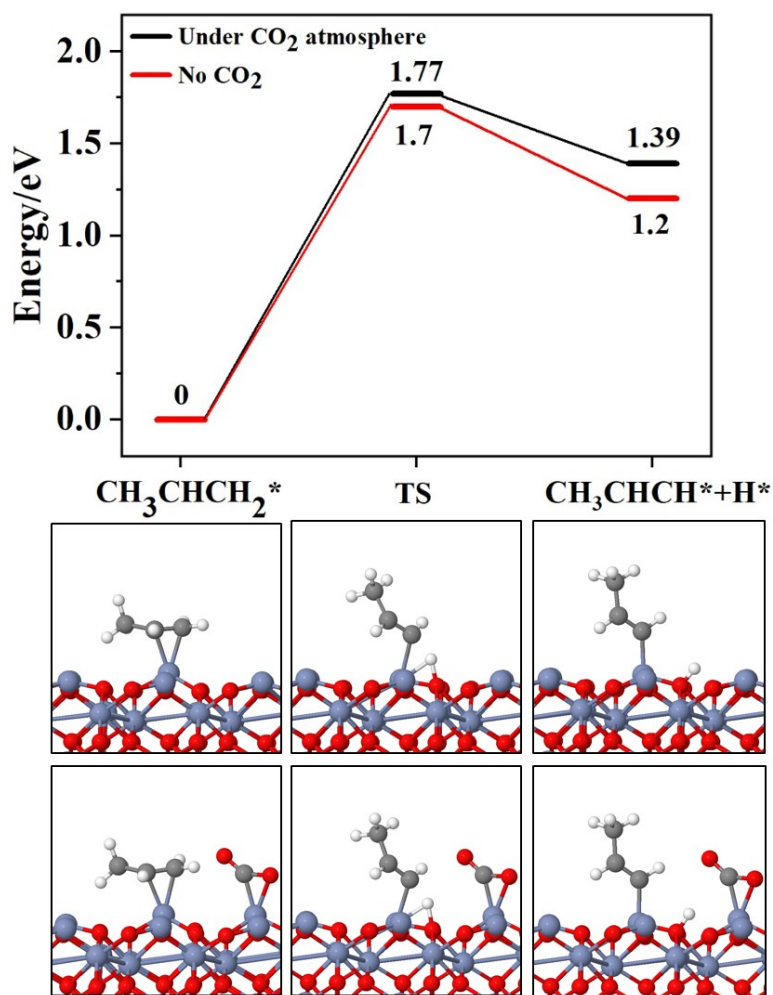 Under CO₂ atmosphere
No CO₂
2.0
1.5
1.0
0.5
0.0
Energy/eV
1.77
1.7
1.39
1.2
0
CH₃CHCH₂*
TS
CH₃CHCH*+H*